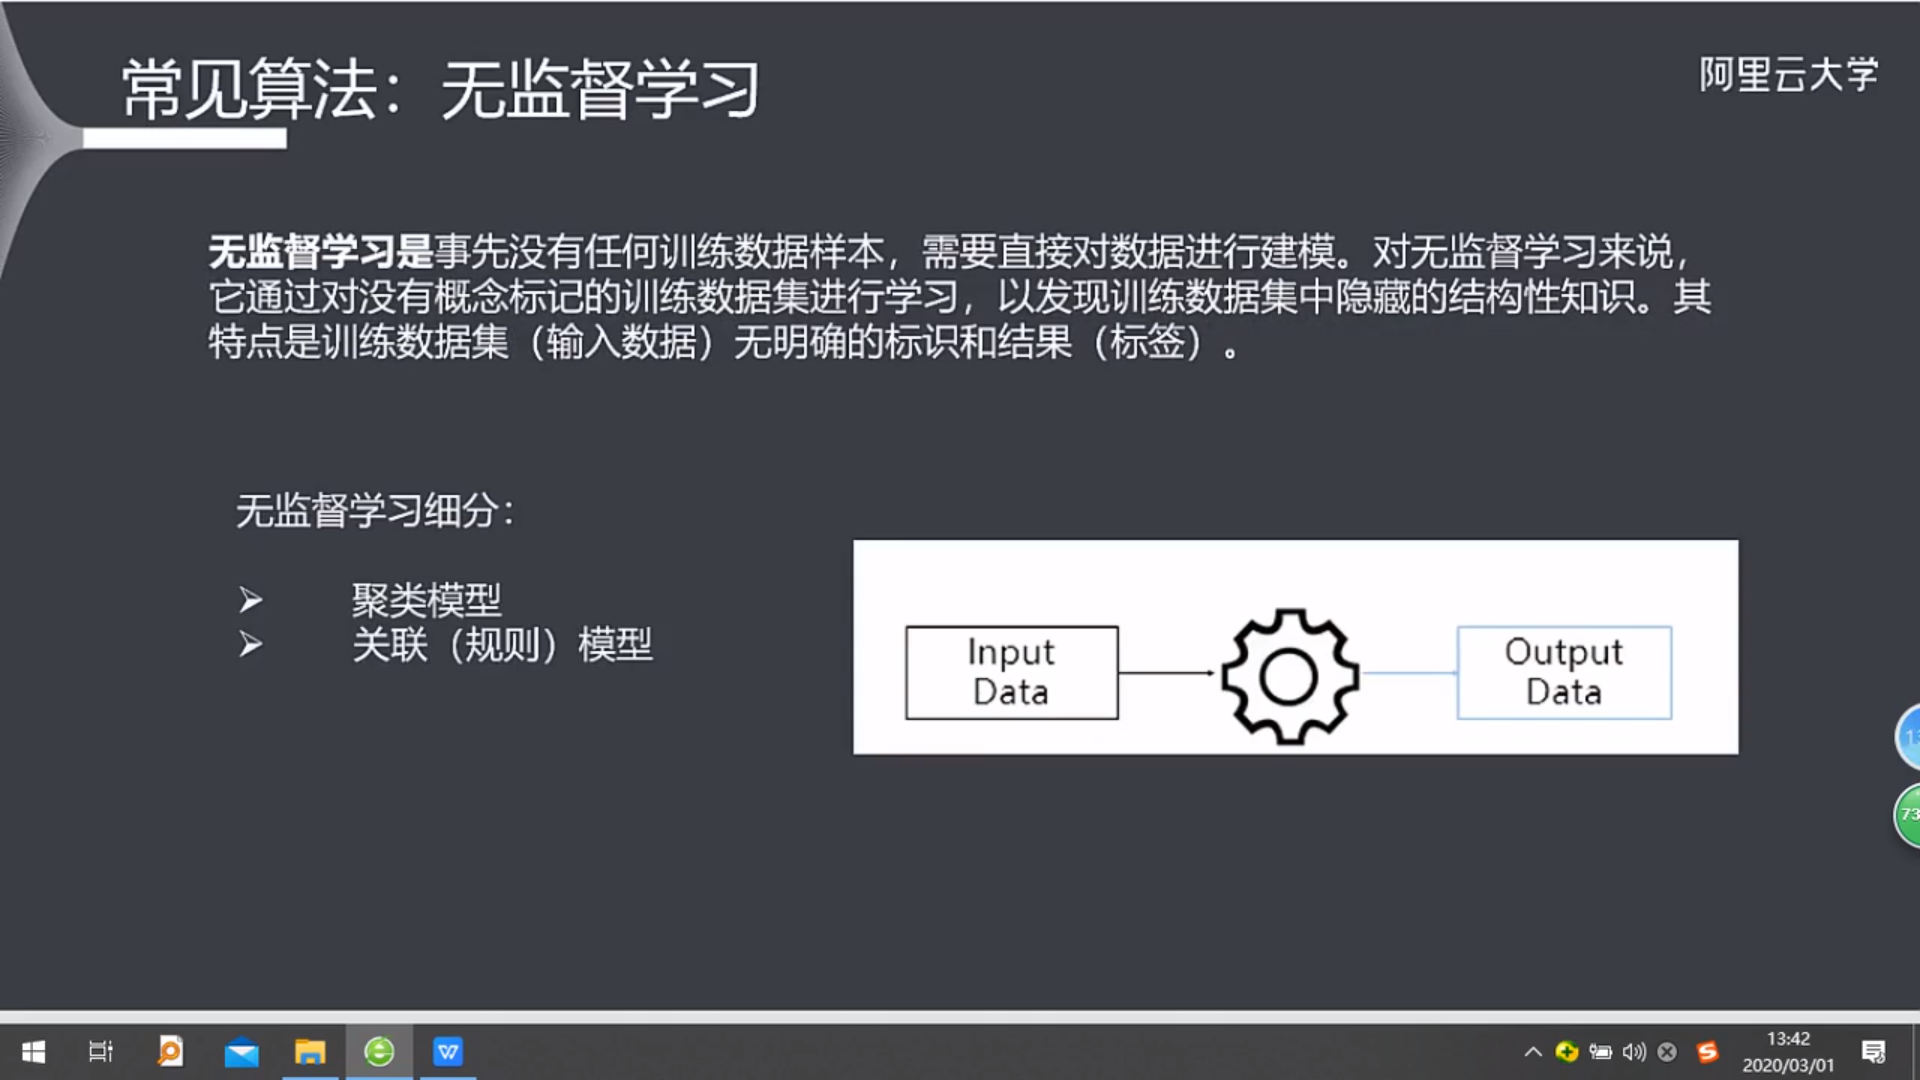 常见算法：无监督学习
阿里云大学
无监督学习是事先没有任何训练数据样本，需要直接对数据进行建模。对无监督学习来说，
它通过对没有概念标记的训练数据集进行学习，以发现训练数据集中隐藏的结构性知识。其
特点是训练数据集（输入数据）无明确的标识和结果（标签）。
无监督学习细分：
聚类模型
关联（规则）模型
Input
Data
Output
Data
13:42
2020/03/01